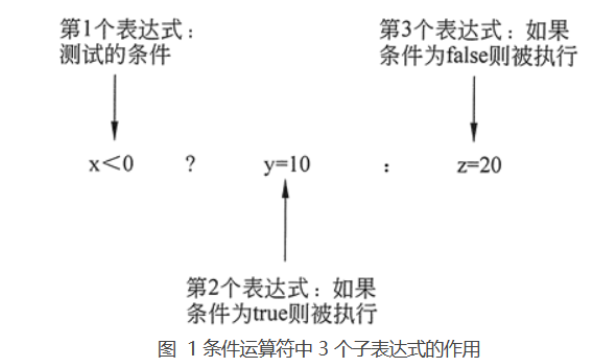 第1个表达式：
测试的条件
第3个表达式：如果
条件为false则被执行
x＜0 ? y=10 : z=20
第2个表达式：如果
条件为true则被执行
图 1 条件运算符中 3 个子表达式的作用